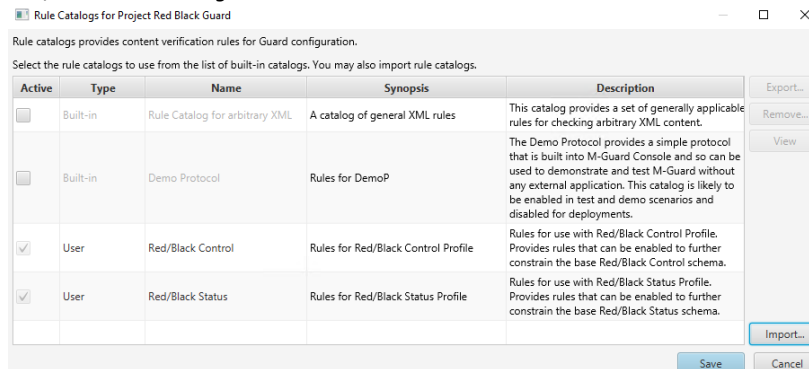 Rule Catalogs for Project Red Black Guard
Rule catalogs provides content verification rules for Guard configuration.
Select the rule catalogs to use from the list of built-in catalogs. You may also import rule catalogs.
Active Type Name Synopsis Description
Export...
Built-in Rule Catalog for arbitrary XML A catalog of general XML rules
This catalog provides a set of generally applicable
rules for checking arbitrary XML content.
Remove...
View
Built-in Demo Protocol Rules for DemoP
The Demo Protocol provides a simple protocol
that is built into M-Guard Console and so can be
used to demonstrate and test M-Guard without
any external application. This catalog is likely to
be enabled in test and demo scenarios and
disabled for deployments.
User Red/Black Control Rules for Red/Black Control Profile
Rules for use with Red/Black Control Profile.
Provides rules that can be enabled to further
constrain the base Red/Black Control schema.
User Red/Black Status Rules for Red/Black Status Profile
Rules for use with Red/Black Status Profile.
Provides rules that can be enabled to further
constrain the base Red/Black Status schema.
Import...
Save Cancel